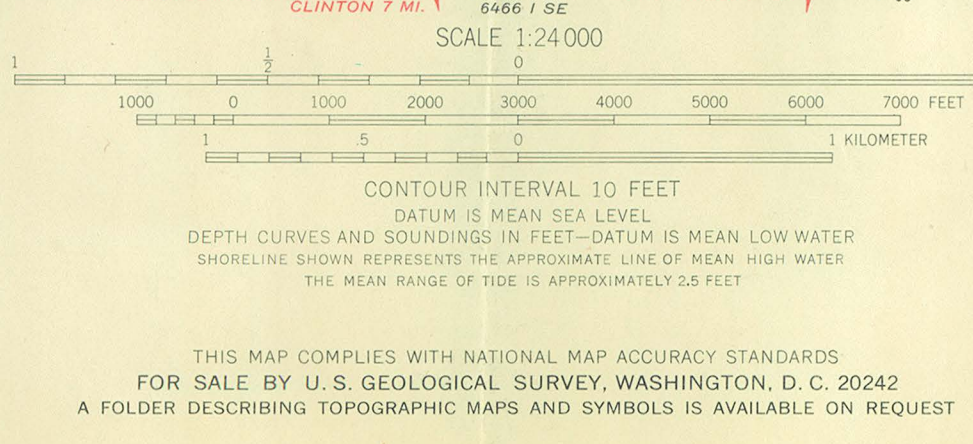 CLINTON 7 MI. 6466 I SE
SCALE 1:24 000
1 1/2 0
1000 0 1000 2000 3000 4000 5000 6000 7000 FEET
1 .5 0 1 KILOMETER
CONTOUR INTERVAL 10 FEET
DATUM IS MEAN SEA LEVEL
DEPTH CURVES AND SOUNDINGS IN FEET—DATUM IS MEAN LOW WATER
SHORELINE SHOWN REPRESENTS THE APPROXIMATE LINE OF MEAN HIGH WATER
THE MEAN RANGE OF TIDE IS APPROXIMATELY 2.5 FEET
THIS MAP COMPLIES WITH NATIONAL MAP ACCURACY STANDARDS
FOR SALE BY U. S. GEOLOGICAL SURVEY, WASHINGTON, D. C. 20242
A FOLDER DESCRIBING TOPOGRAPHIC MAPS AND SYMBOLS IS AVAILABLE ON REQUEST